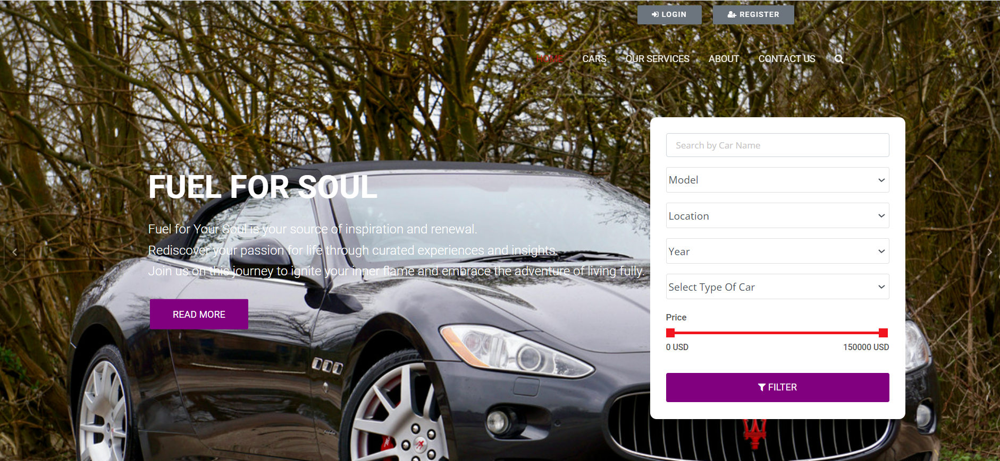 LOGIN
REGISTER
HOME
CARS
OUR SERVICES
ABOUT
CONTACT US
FUEL FOR SOUL
Fuel for Your Soul is your source of inspiration and renewal.
Rediscover your passion for life through curated experiences and insights.
Join us on this journey to ignite your inner flame and embrace the adventure of living fully.
READ MORE
Search by Car Name
Model
Location
Year
Select Type Of Car
Price
0 USD
150000 USD
FILTER